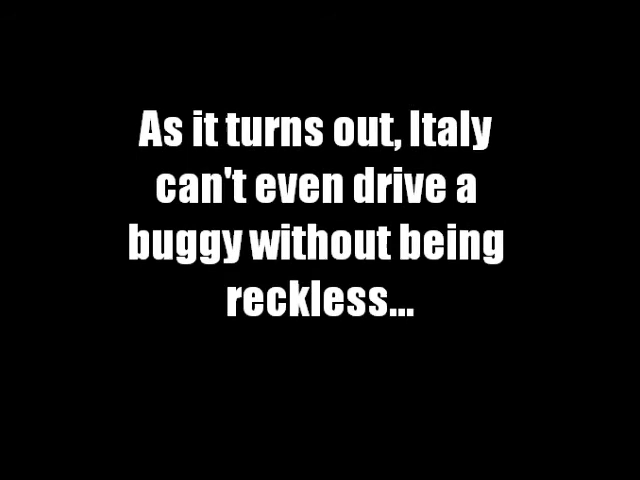 As it turns out, Italy
can't even drive a
buggy without being
reckless...